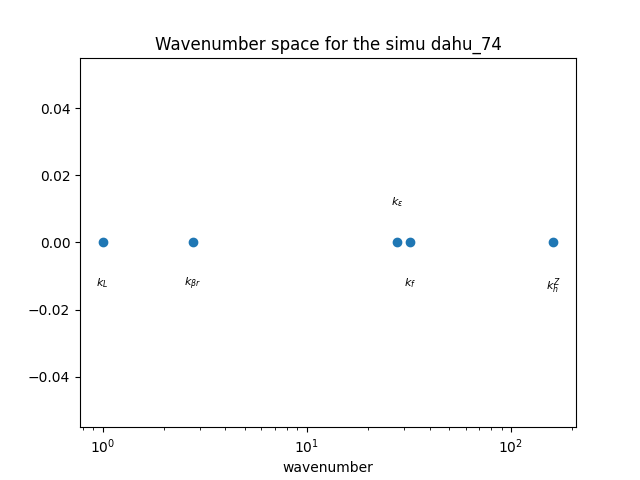 Wavenumber space for the simu dahu_74
0.04
0.02
k_ε
0.00
k_L
k_βr
k_f
k_η^Z
−0.02
−0.04
10^0
10^1
10^2
wavenumber